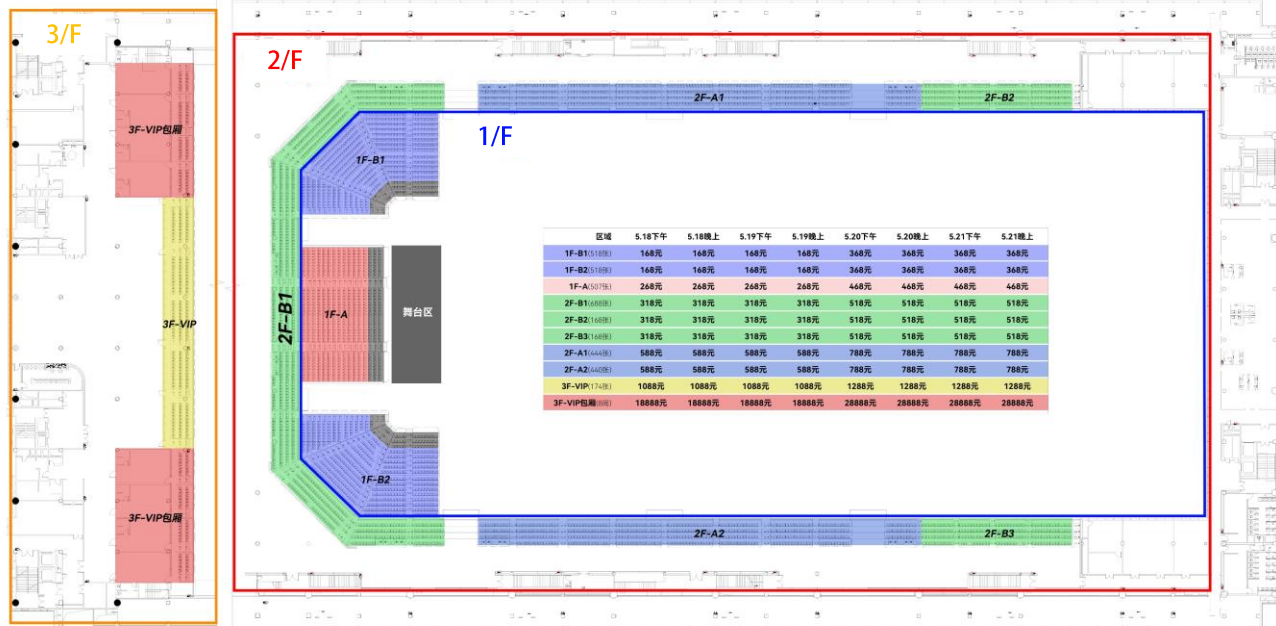 3/F
2/F
1/F
3F-VIP包厢
3F-VIP
3F-VIP包厢
2F-A1
2F-B2
1F-B1
2F-B1
1F-A
舞台区
1F-B2
2F-A2
2F-B3
区域 5.18下午 5.18晚上 5.19下午 5.19晚上 5.20下午 5.20晚上 5.21下午 5.21晚上
1F-B1(518张) 168元 168元 168元 168元 368元 368元 368元 368元
1F-B2(518张) 168元 168元 168元 168元 368元 368元 368元 368元
1F-A(507张) 268元 268元 268元 268元 468元 468元 468元 468元
2F-B1(688张) 318元 318元 318元 318元 518元 518元 518元 518元
2F-B2(168张) 318元 318元 318元 318元 518元 518元 518元 518元
2F-B3(168张) 318元 318元 318元 318元 518元 518元 518元 518元
2F-A1(444张) 588元 588元 588元 588元 788元 788元 788元 788元
2F-A2(440张) 588元 588元 588元 588元 788元 788元 788元 788元
3F-VIP(174张) 1088元 1088元 1088元 1088元 1288元 1288元 1288元 1288元
3F-VIP包厢 18888元 18888元 18888元 18888元 28888元 28888元 28888元 28888元